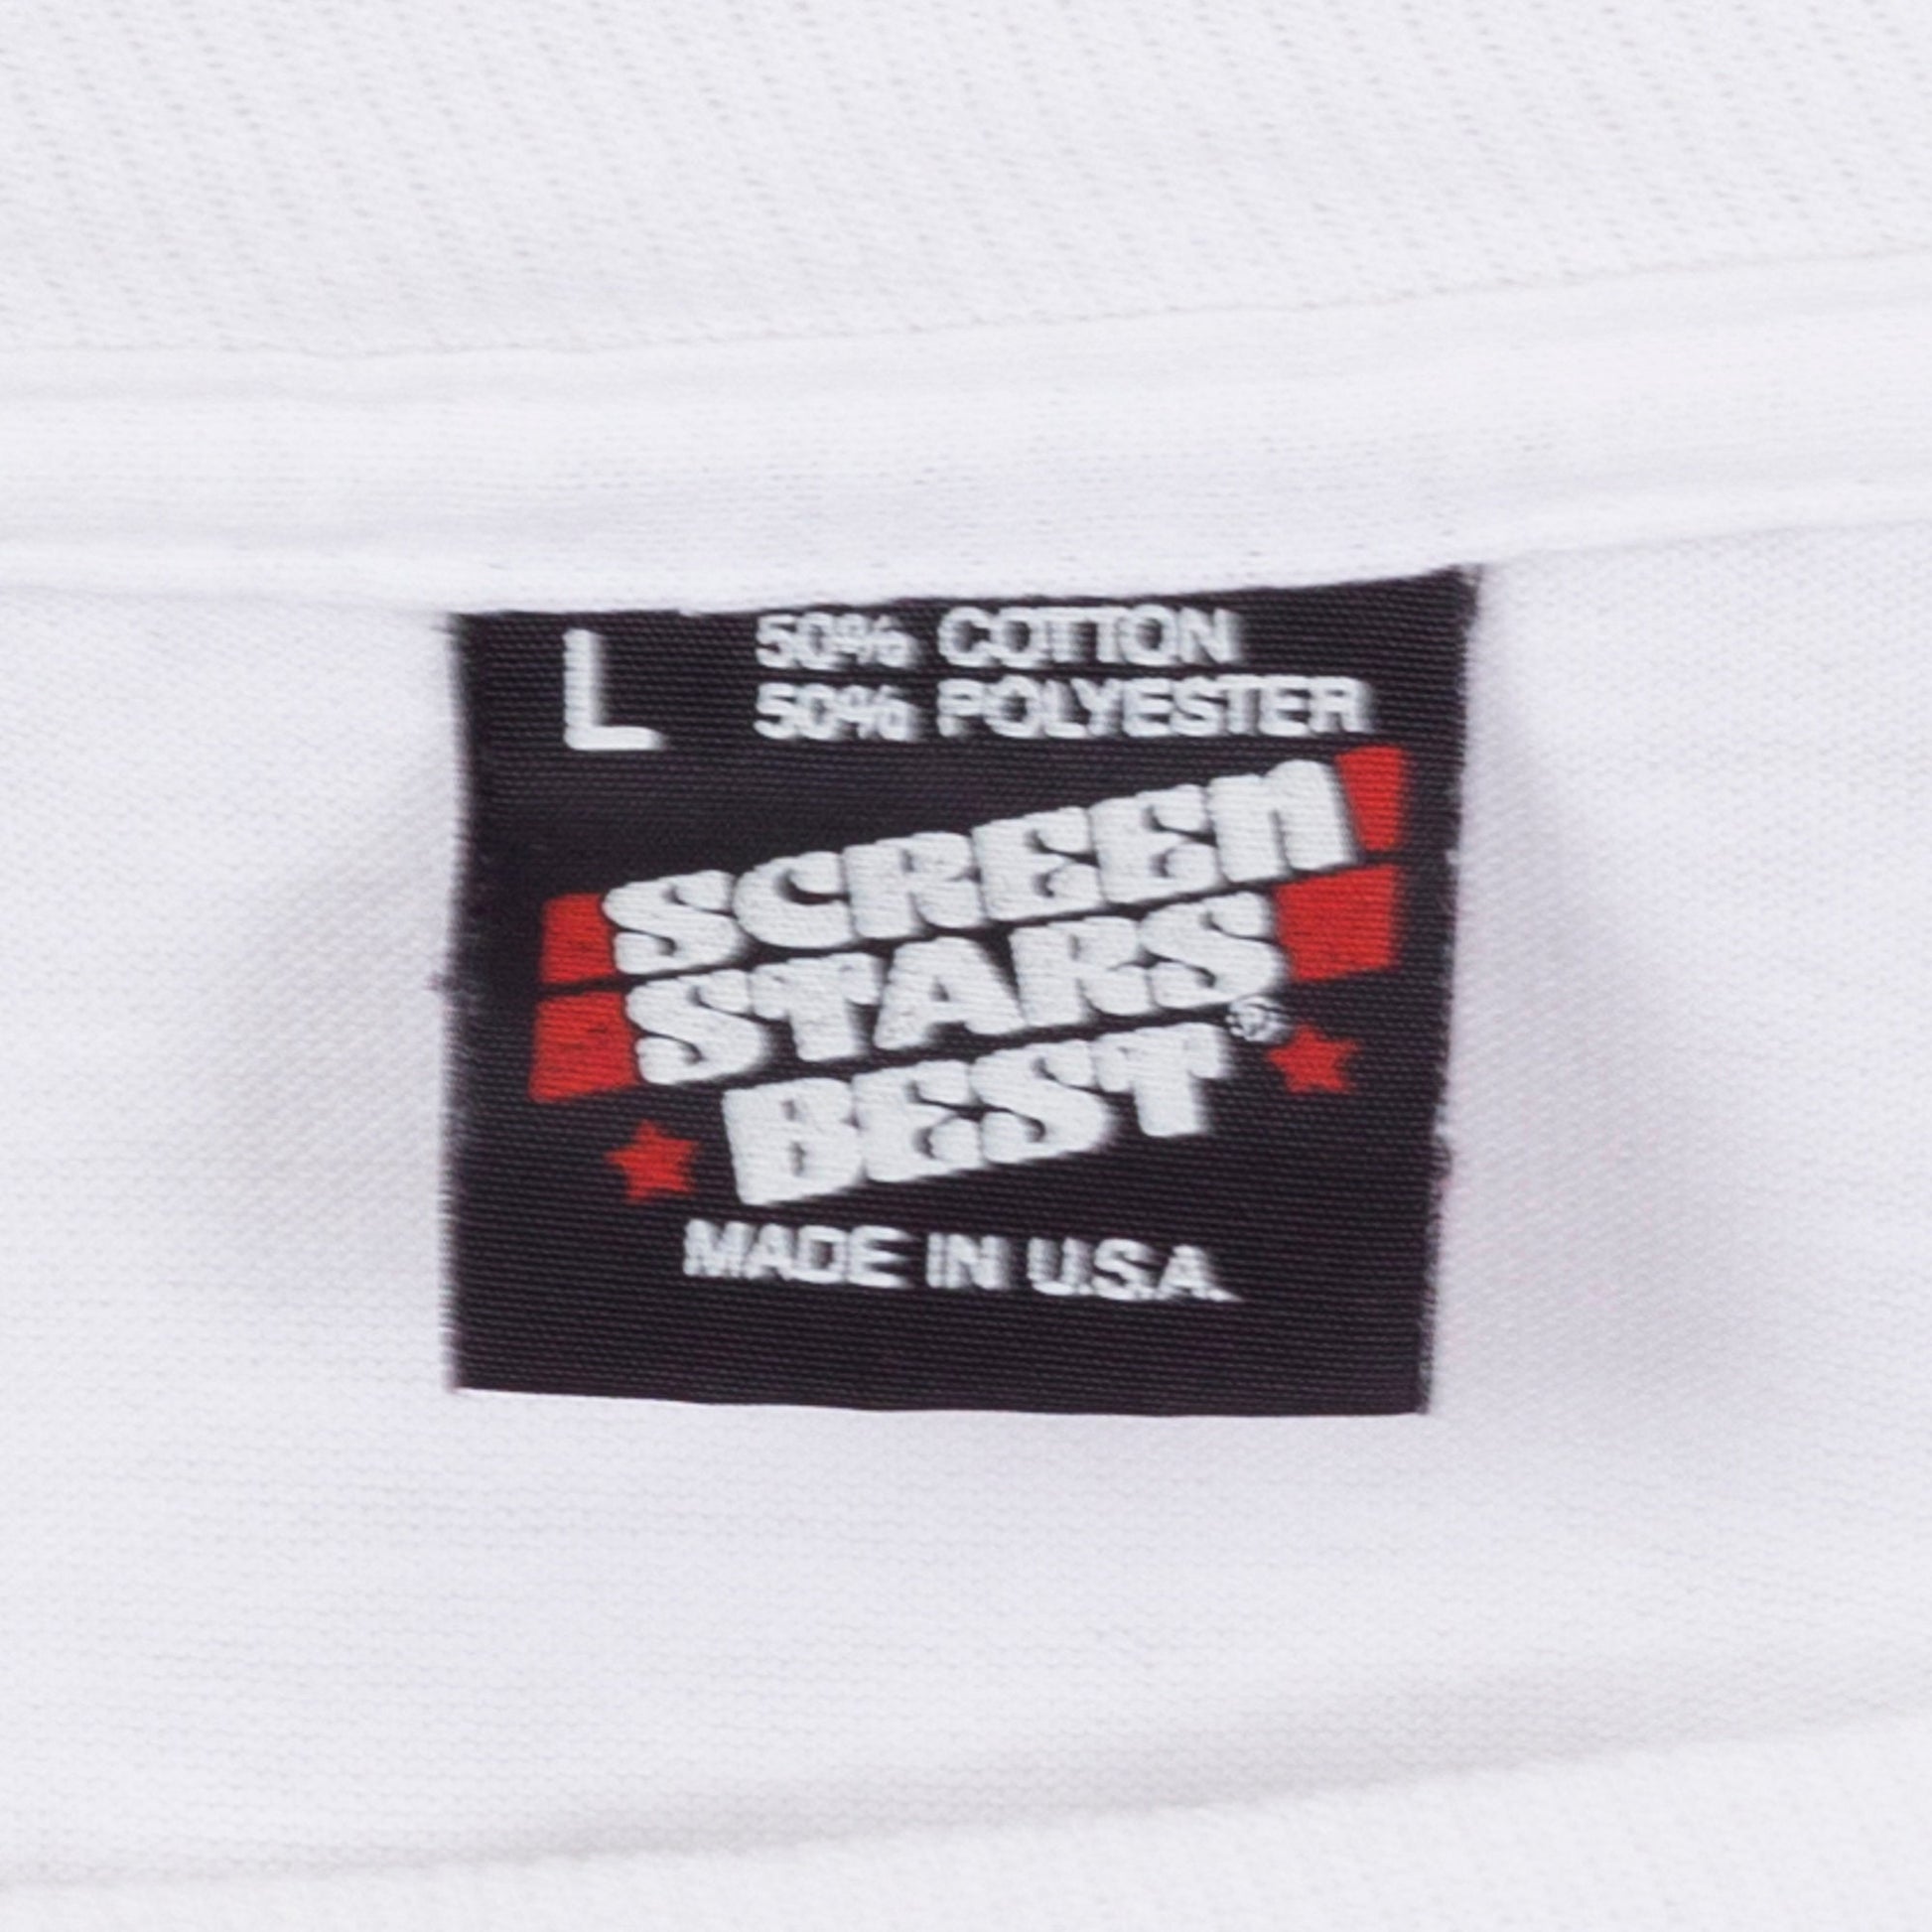 L
50% COTTON
50% POLYESTER
SCREEN
STARS®
BEST
MADE IN U.S.A.